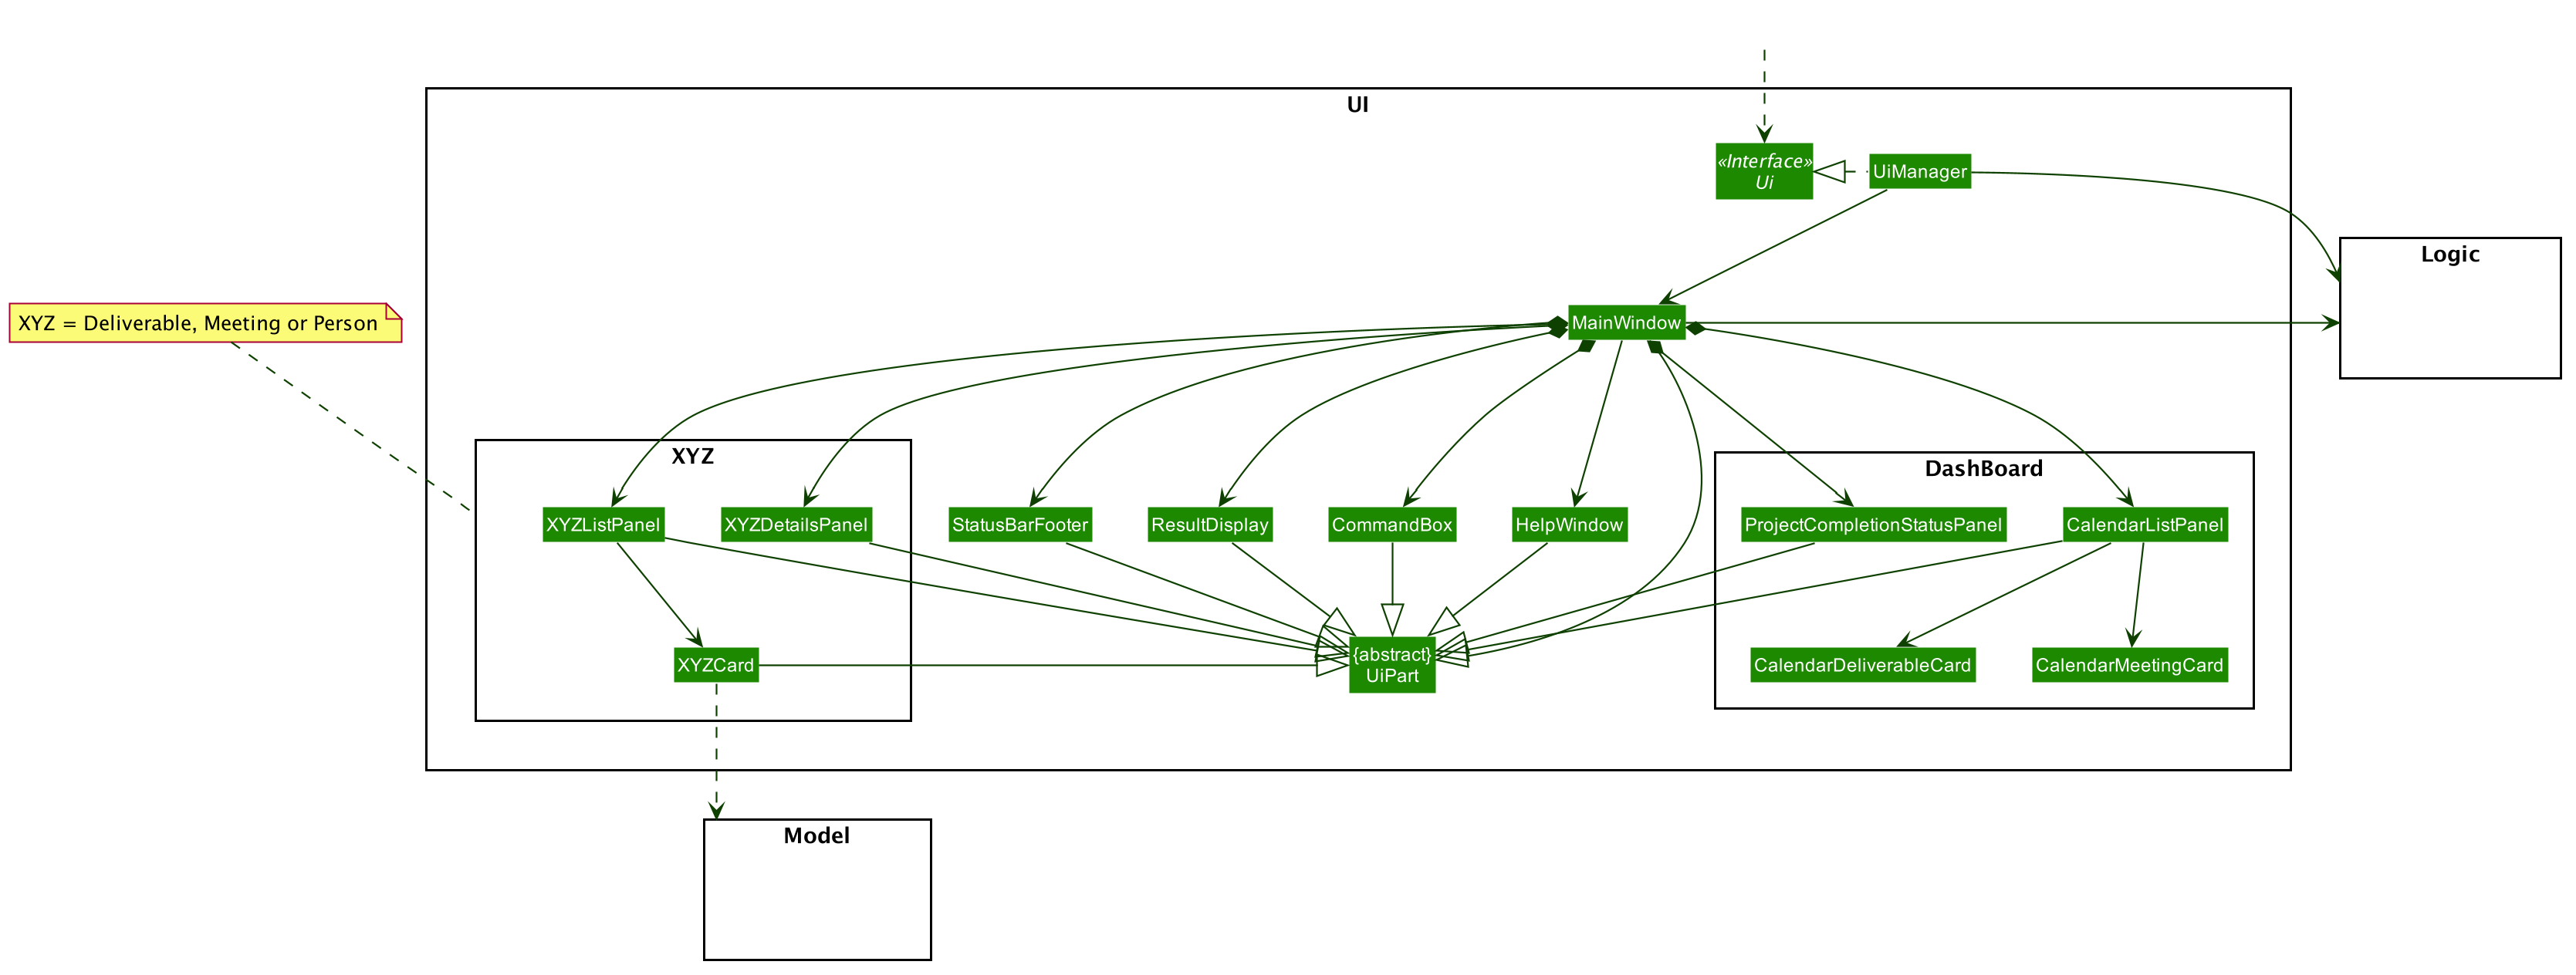 UI
«Interface»
Ui
UiManager
Logic
XYZ = Deliverable, Meeting or Person
MainWindow
XYZ
DashBoard
XYZListPanel
XYZDetailsPanel
StatusBarFooter
ResultDisplay
CommandBox
HelpWindow
ProjectCompletionStatusPanel
CalendarListPanel
XYZCard
{abstract}
UiPart
CalendarDeliverableCard
CalendarMeetingCard
Model